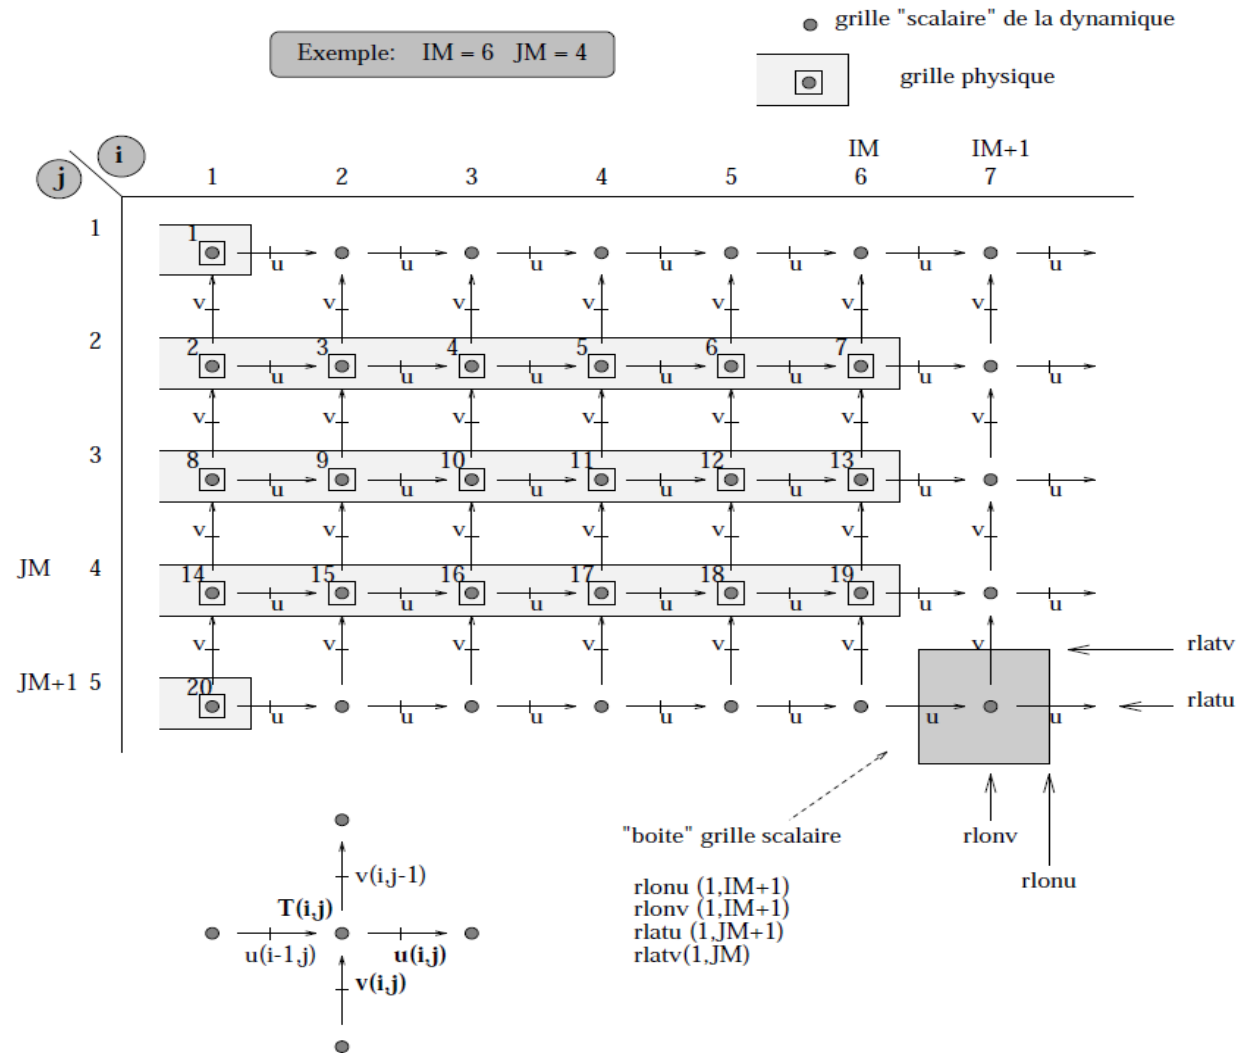 grille "scalaire" de la dynamique
Exemple: IM = 6 JM = 4
grille physique
i
IM IM+1
j
1 2 3 4 5 6 7
1
1
u u u u u u u
v v v v v v
2
2 3 4 5 6 7
u u u u u u u
v v v v v v
3
8 9 10 11 12 13
u u u u u u u
v v v v v v
JM 4
14 15 16 17 18 19
u u u u u u u
v v v v v v v
rlatv
JM+1 5
20
rlatu
u u u u u u u
"boite" grille scalaire
rlonv
v(i,j-1)
rlonu
rlonu (1,IM+1)
T(i,j)
rlonv (1,IM+1)
rlatu (1,JM+1)
u(i-1,j) u(i,j)
rlatv(1,JM)
v(i,j)